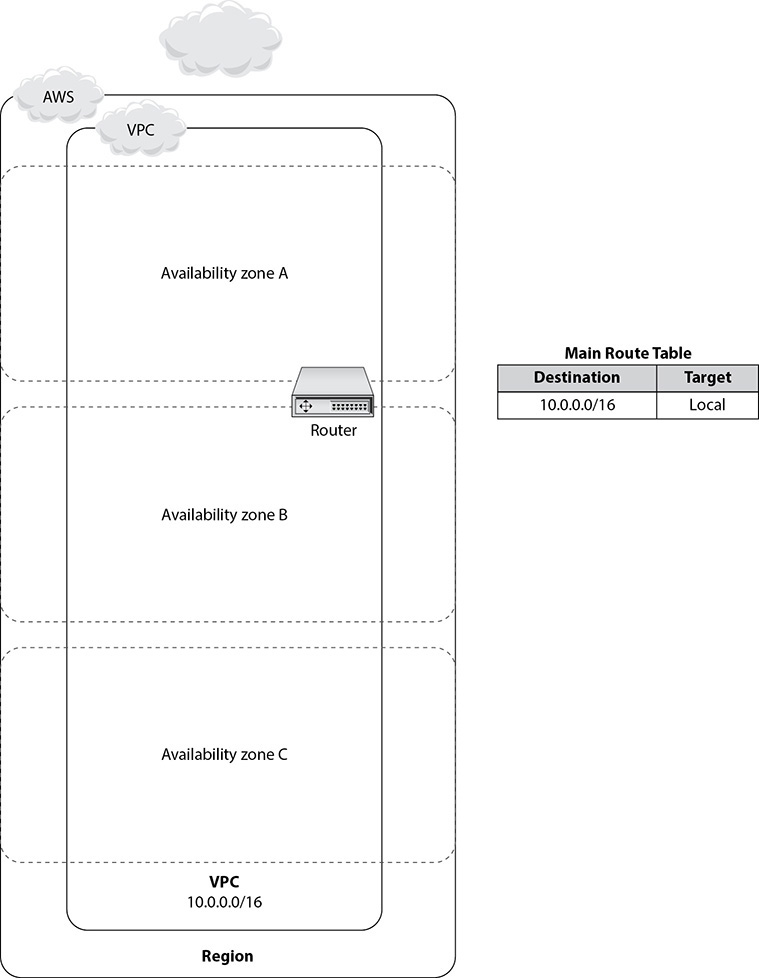 AWS
VPC
Availability zone A
Router
Availability zone B
Availability zone C
VPC
10.0.0.0/16
Region
Main Route Table
Destination Target
10.0.0.0/16 Local